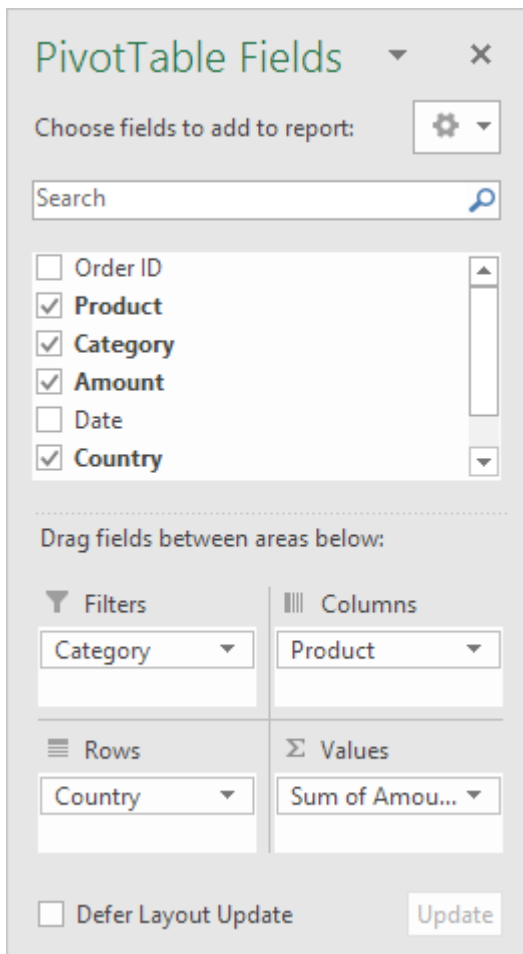 PivotTable Fields
Choose fields to add to report:
Search
Order ID
Product
Category
Amount
Date
Country
Drag fields between areas below:
Filters
Category
Columns
Product
Rows
Country
Σ Values
Sum of Amou...
Defer Layout Update
Update